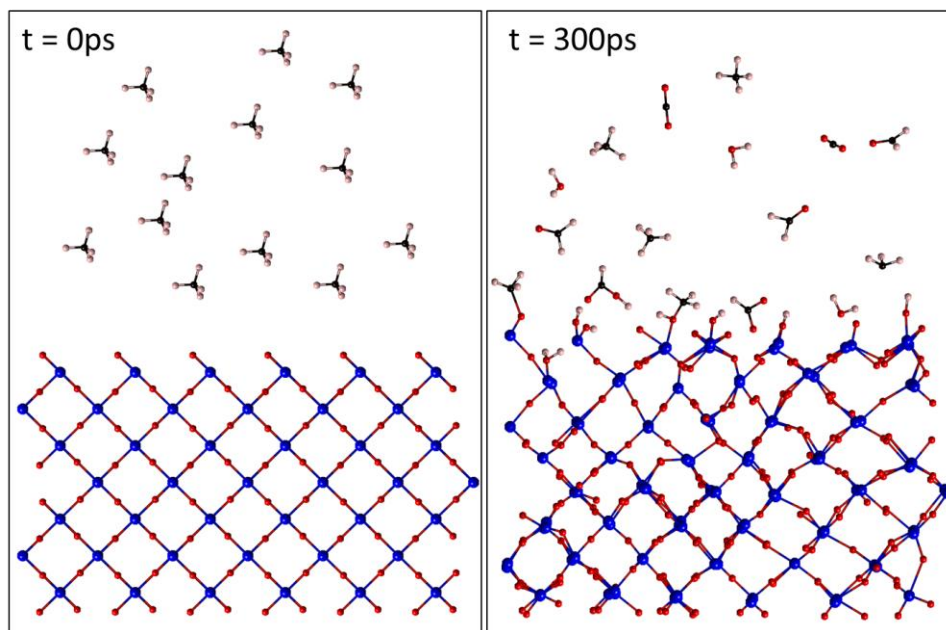 t = 0ps
t = 300ps